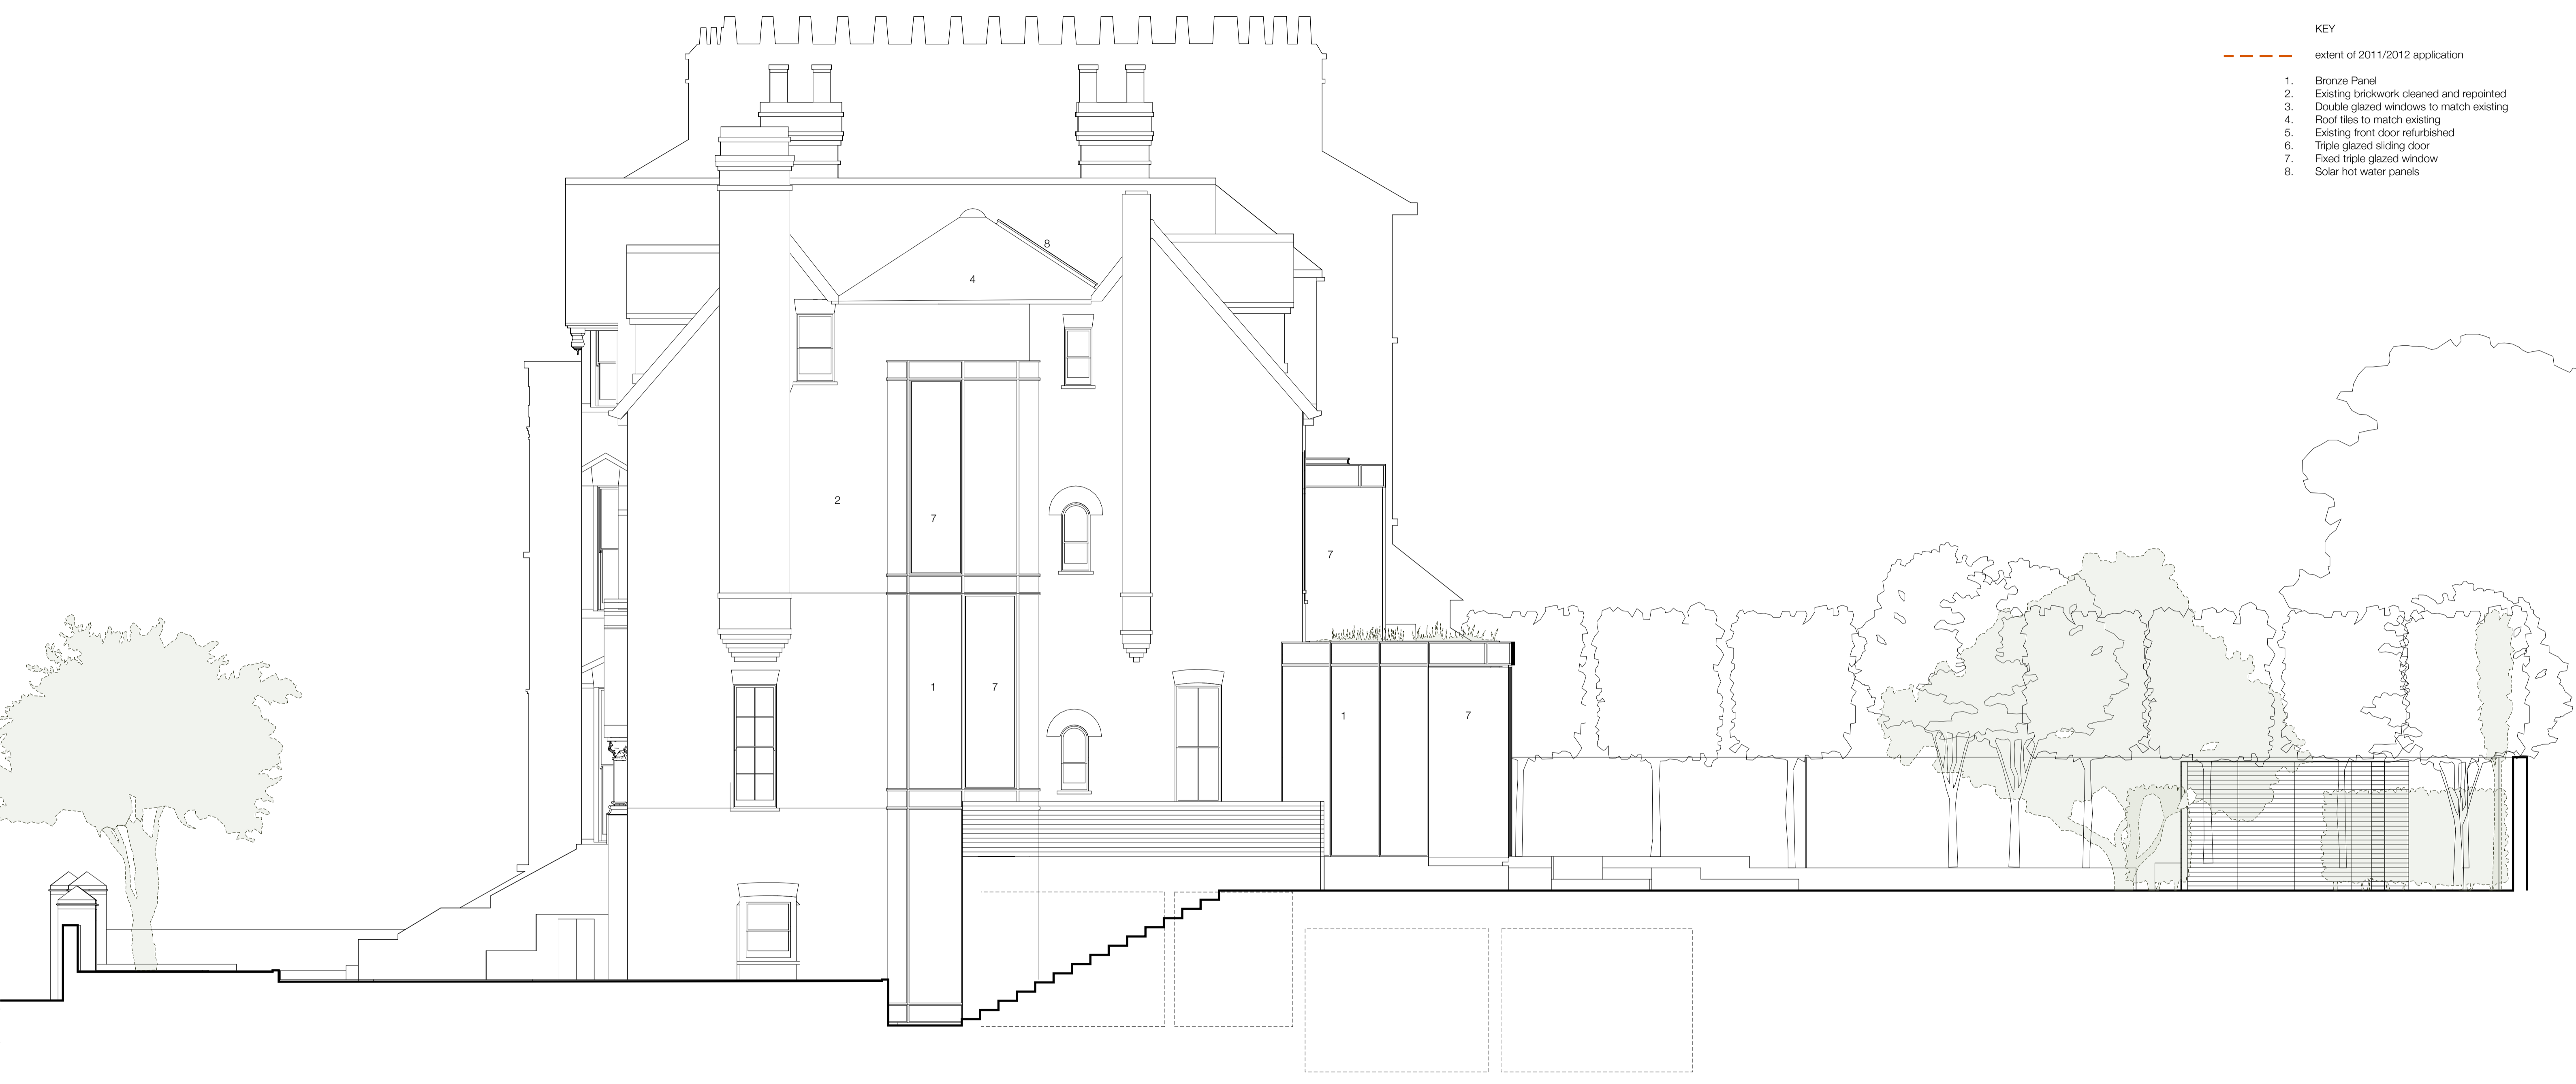 KEY
extent of 2011/2012 application
1. Bronze Panel
2. Existing brickwork cleaned and repointed
3. Double glazed windows to match existing
4. Roof tiles to match existing
5. Existing front door refurbished
6. Triple glazed sliding door
7. Fixed triple glazed window
8. Solar hot water panels
8
4
2
7
7
1
7
1
7